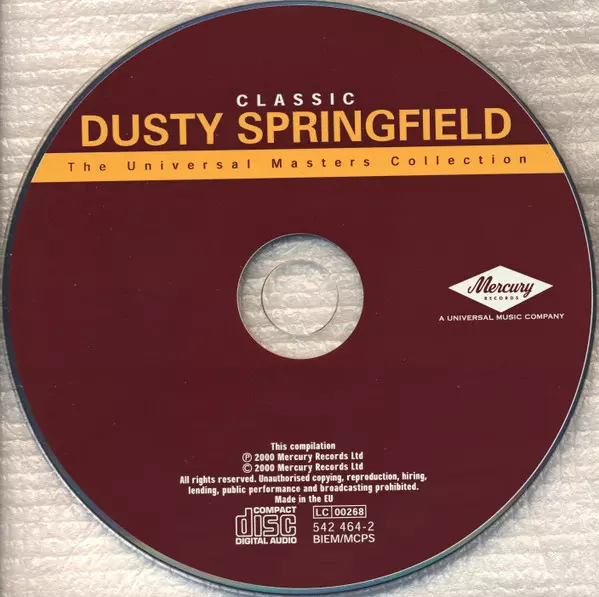 CLASSIC
DUSTY SPRINGFIELD
The Universal Masters Collection
Mercury
RECORDS
A UNIVERSAL MUSIC COMPANY
This compilation
Ⓟ 2000 Mercury Records Ltd
© 2000 Mercury Records Ltd
All rights reserved. Unauthorised copying, reproduction, hiring,
lending, public performance and broadcasting prohibited.
Made in the EU
COMPACT
disc
DIGITAL AUDIO
LC 00268
542 464-2
BIEM/MCPS